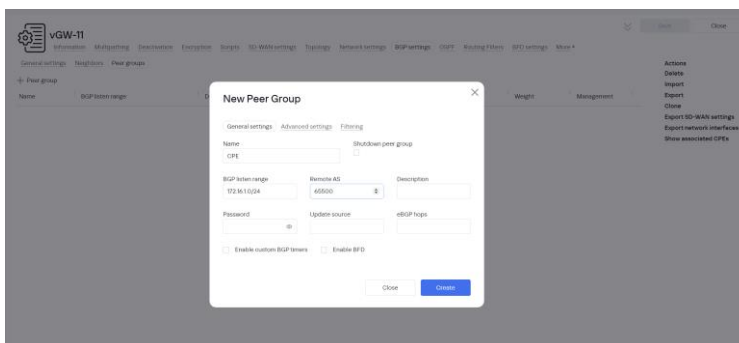 vGW-11
Save
Close
Information Multipathing Deactivation Encryption Scripts SD-WAN settings Topology Network settings BGP settings OSPF Routing Filters BFD settings More
General settings Neighbors Peer groups
+ Peer group
Name BGP listen range D Weight Management
Actions
Delete
Import
Export
Clone
Export SD-WAN settings
Export network interfaces
Show associated CPEs
New Peer Group
General settings Advanced settings Filtering
Name Shutdown peer group
CPE
BGP listen range Remote AS Description
172.16.1.0/24 65500
Password Update source eBGP hops
Enable custom BGP timers Enable BFD
Close Create